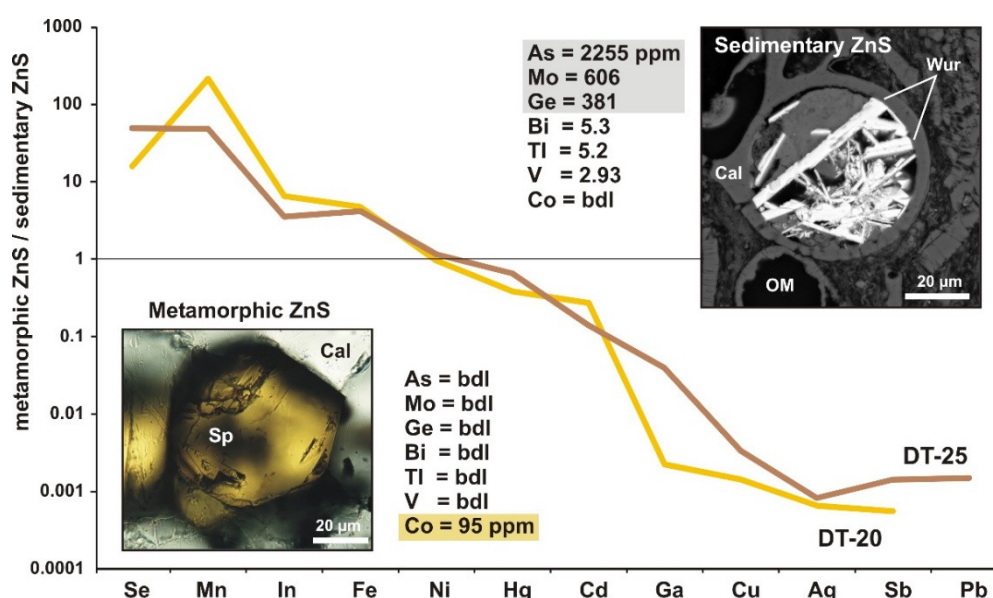 metamorphic ZnS / sedimentary ZnS
1000
100
10
1
0.1
0.01
0.001
0.0001
As = 2255 ppm
Mo = 606
Ge = 381
Bi = 5.3
Tl = 5.2
V = 2.93
Co = bdl
Sedimentary ZnS
Wur
Cal
OM
20 µm
Metamorphic ZnS
Cal
Sp
20 µm
As = bdl
Mo = bdl
Ge = bdl
Bi = bdl
Tl = bdl
V = bdl
Co = 95 ppm
DT-25
DT-20
Se Mn In Fe Ni Hg Cd Ga Cu Ag Sb Pb